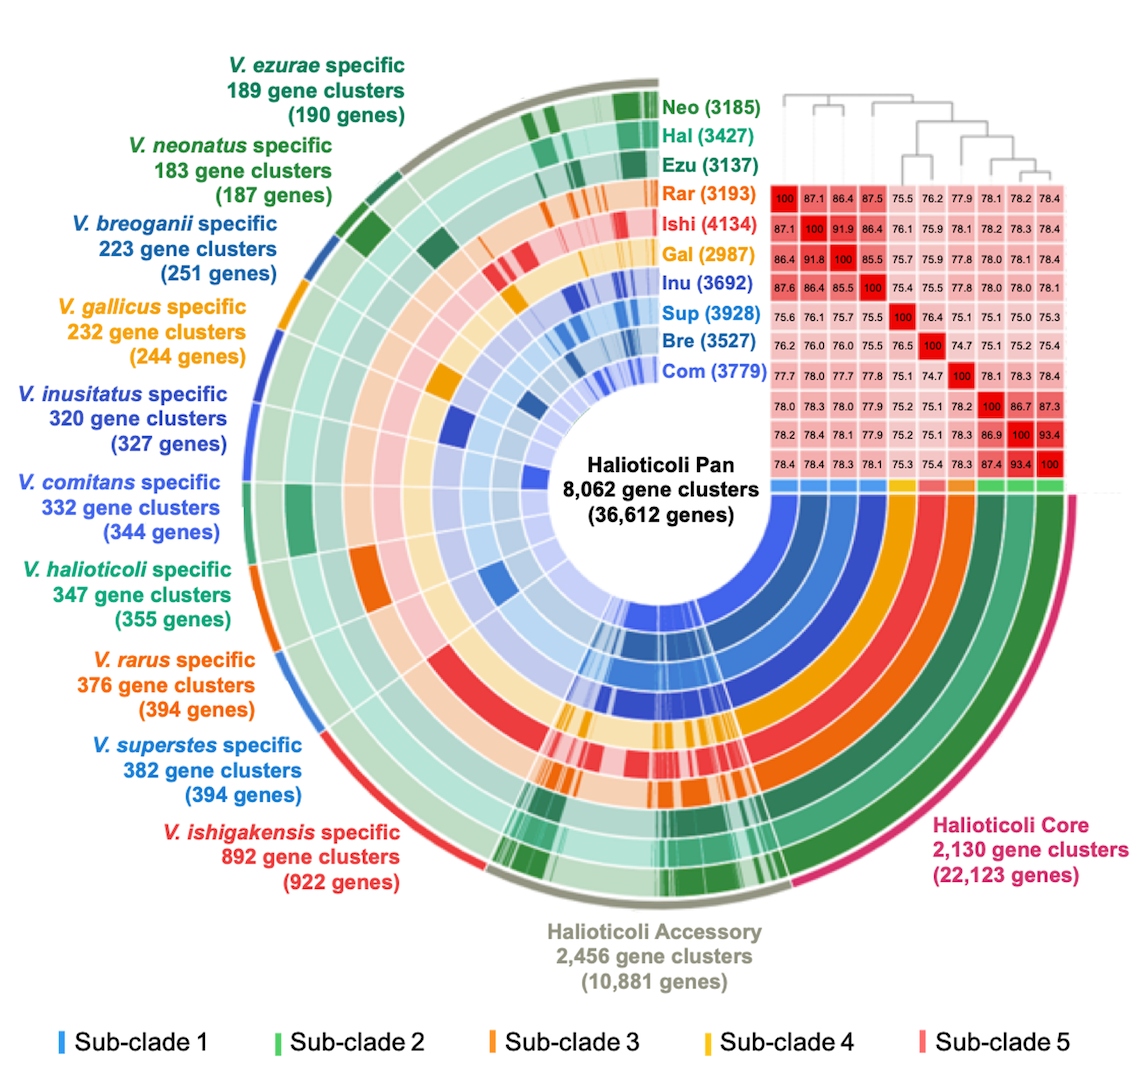 V. ezurae specific
189 gene clusters
(190 genes)
V. neonatus specific
183 gene clusters
(187 genes)
V. breoganii specific
223 gene clusters
(251 genes)
V. gallicus specific
232 gene clusters
(244 genes)
V. inusitatus specific
320 gene clusters
(327 genes)
V. comitans specific
332 gene clusters
(344 genes)
V. halioticoli specific
347 gene clusters
(355 genes)
V. rarus specific
376 gene clusters
(394 genes)
V. superstes specific
382 gene clusters
(394 genes)
V. ishigakensis specific
892 gene clusters
(922 genes)
Neo (3185)
Hal (3427)
Ezu (3137)
Rar (3193)
Ishi (4134)
Gal (2987)
Inu (3692)
Sup (3928)
Bre (3527)
Com (3779)
100 87.1 86.4 87.5 75.5 76.2 77.9 78.1 78.2 78.4
87.1 100 91.9 86.4 76.1 75.9 78.1 78.2 78.3 78.4
86.4 91.8 100 85.5 75.7 75.9 77.8 78.0 78.1 78.4
87.6 86.4 85.5 100 75.4 75.5 77.8 78.0 78.0 78.1
75.6 76.1 75.7 75.5 100 76.4 75.1 75.1 75.0 75.3
76.2 76.0 76.0 75.5 76.5 100 74.7 75.1 75.2 75.4
77.7 78.0 77.7 77.8 75.1 74.7 100 78.1 78.3 78.4
78.0 78.3 78.0 77.9 75.2 75.1 78.2 100 86.7 87.3
78.2 78.4 78.1 77.9 75.2 75.1 78.3 86.9 100 93.4
78.4 78.4 78.3 78.1 75.3 75.4 78.3 87.4 93.4 100
Halioticoli Pan
8,062 gene clusters
(36,612 genes)
Halioticoli Core
2,130 gene clusters
(22,123 genes)
Halioticoli Accessory
2,456 gene clusters
(10,881 genes)
Sub-clade 1
Sub-clade 2
Sub-clade 3
Sub-clade 4
Sub-clade 5